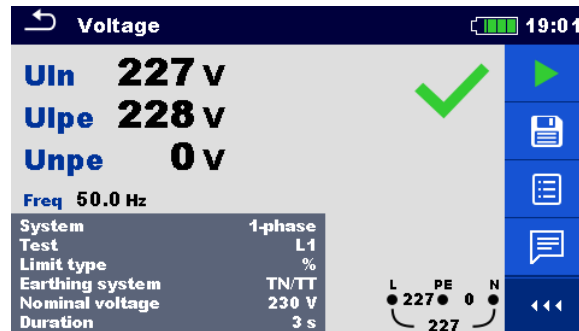 Voltage 19:01
Uln 227 V
Ulpe 228 V
Unpe 0 V
Freq 50.0 Hz
System 1-phase
Test L1
Limit type %
Earthing system TN/TT
Nominal voltage 230 V
Duration 3 s
L PE N
227 0
227